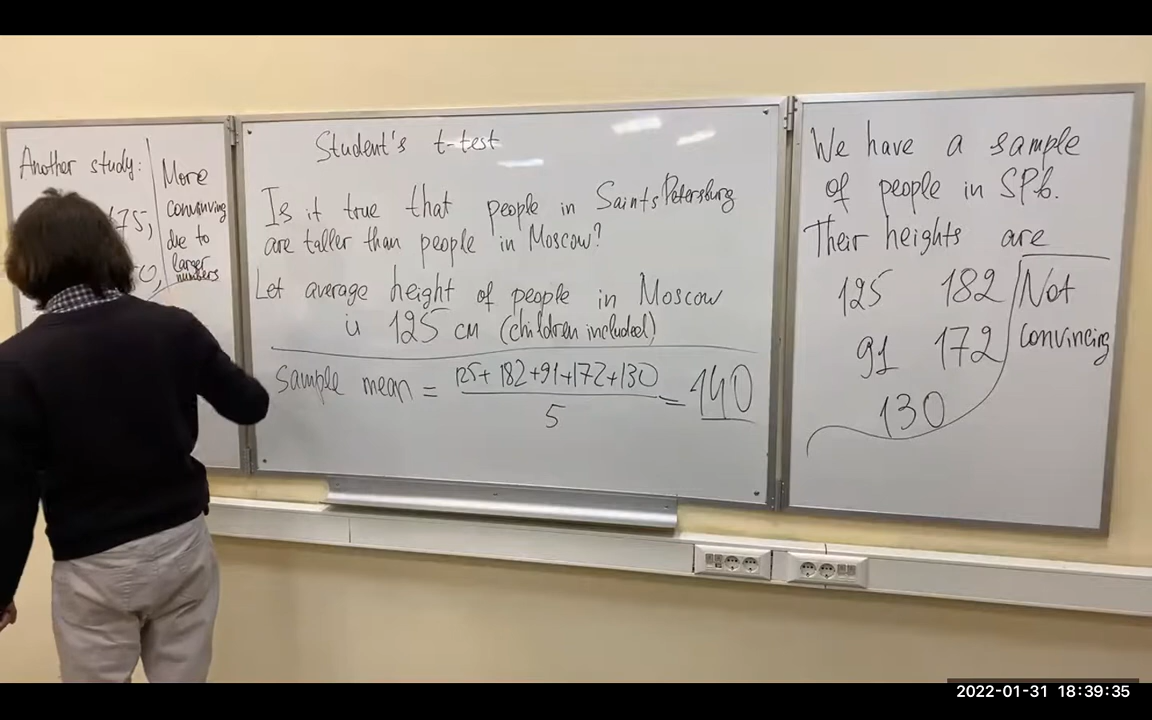 Another study:
75,
0,
More
convinving
due to
larger
numbers
Student's t-test
Is it true that people in Saints Petersburg
are taller than people in Moscow?
Let average height of people in Moscow
is 125 cm (children included)
Sample mean = 125+182+91+172+130 / 5 = 140
We have a sample
of people in SPb.
Their heights are
125 182
91 172
130
Not
convincing
2022-01-31 18:39:35